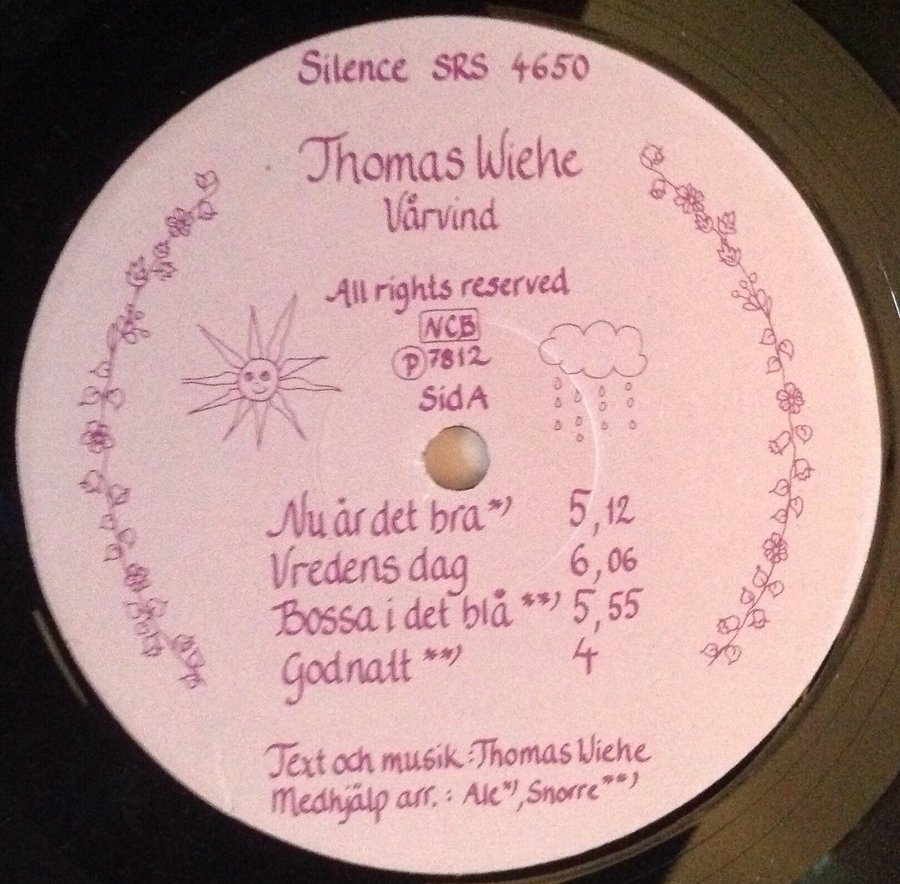 Silence SRS 4650
Thomas Wiehe
Vårvind
All rights reserved
NCB
Ⓟ 7812
Sid A
Nu är det bra *) 5,12
Vredens dag 6,06
Bossa i det blå **) 5,55
Godnatt **) 4
Text och musik : Thomas Wiehe
Medhjälp arr. : Ale *), Snorre **)